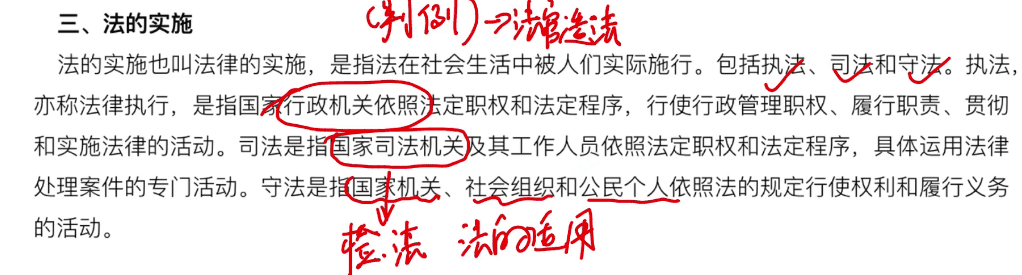 (判例)→法官造法
三、法的实施
法的实施也叫法律的实施，是指法在社会生活中被人们实际施行。包括执法、司法和守法。执法，
亦称法律执行，是指国家行政机关依照法定职权和法定程序，行使行政管理职权、履行职责、贯彻
和实施法律的活动。司法是指国家司法机关及其工作人员依照法定职权和法定程序，具体运用法律
处理案件的专门活动。守法是指国家机关、社会组织和公民个人依照法的规定行使权利和履行义务
的活动。
检.法 法的适用